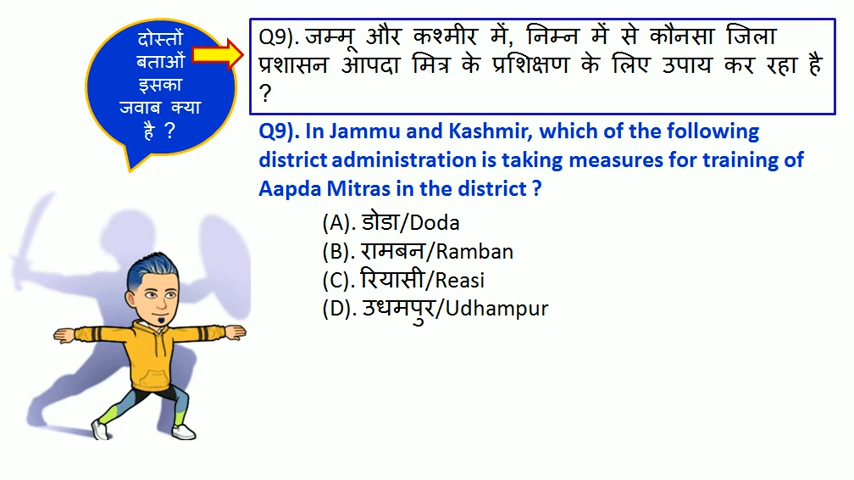 दोस्तों
बताओं
इसका
जवाब क्या
है ?
Q9). जम्मू और कश्मीर में, निम्न में से कौनसा जिला
प्रशासन आपदा मित्र के प्रशिक्षण के लिए उपाय कर रहा है
?
Q9). In Jammu and Kashmir, which of the following
district administration is taking measures for training of
Aapda Mitras in the district ?
(A). डोडा/Doda
(B). रामबन/Ramban
(C). रियासी/Reasi
(D). उधमपुर/Udhampur